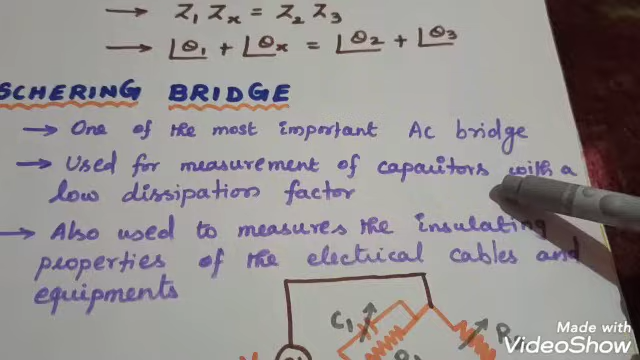 → Z₁ Zₓ = Z₂ Z₃
→ ∠θ₁ + ∠θₓ = ∠θ₂ + ∠θ₃
SCHERING BRIDGE
→ One of the most important Ac bridge
→ Used for measurement of capacitors with a
low dissipation factor
→ Also used to measures the insulating
properties of the electrical cables and
equipments
C₁
Made with
VideoShow